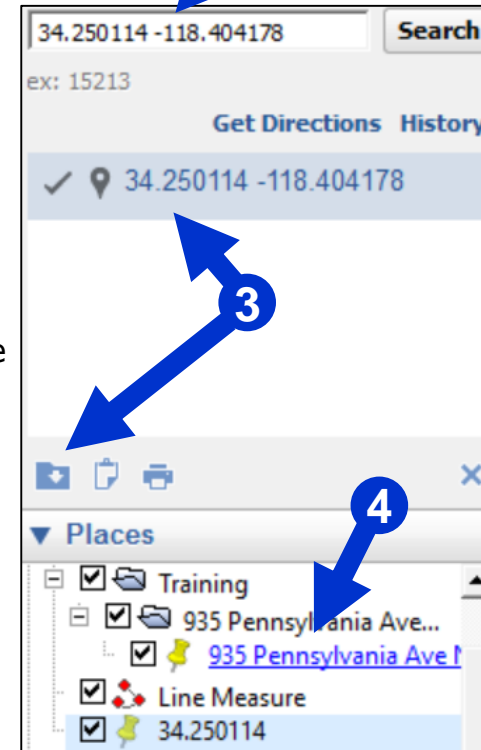 34.250114 -118.404178 Search
ex: 15213
Get Directions History
34.250114 -118.404178
3
e
4
Places
Training
935 Pennsylvania Ave...
935 Pennsylvania Ave N
Line Measure
34.250114